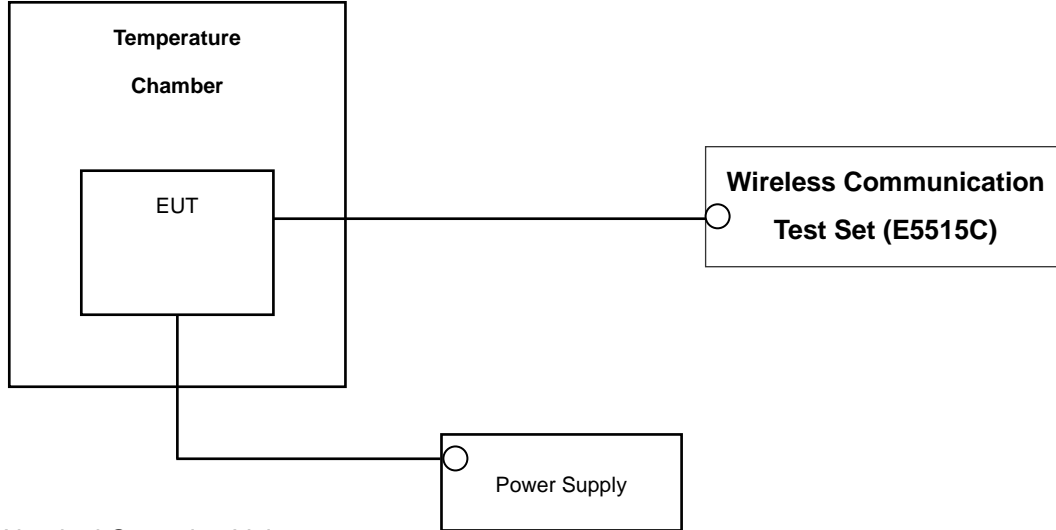 Temperature
Chamber
EUT
Wireless Communication
Test Set (E5515C)
Power Supply